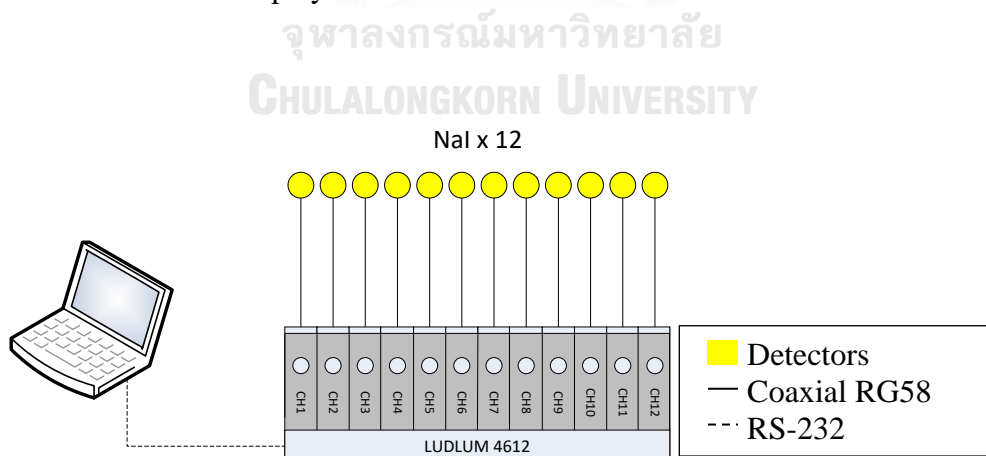 จุฬาลงกรณ์มหาวิทยาลัย
CHULALONGKORN UNIVERSITY
NaI x 12
CH1 CH2 CH3 CH4 CH5 CH6 CH7 CH8 CH9 CH10 CH11 CH12
LUDLUM 4612
Detectors
Coaxial RG58
RS-232